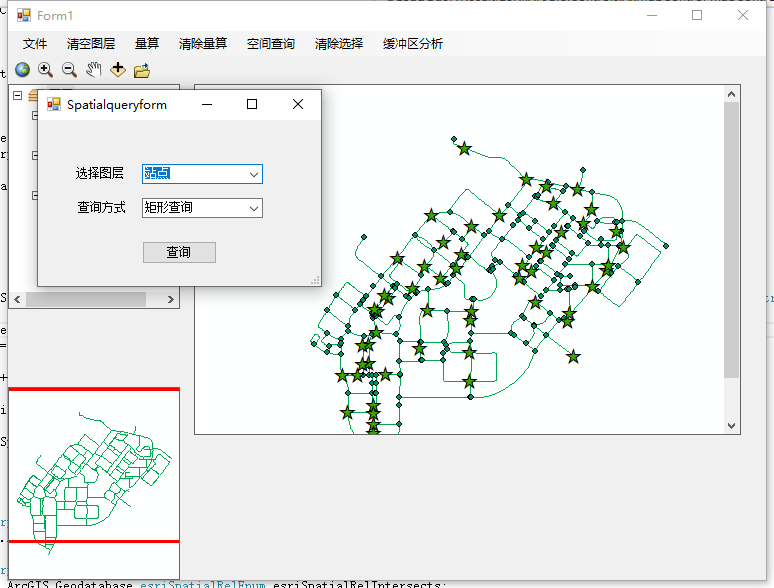 Form1
文件 清空图层 量算 清除量算 空间查询 清除选择 缓冲区分析
Spatialqueryform
选择图层 站点
查询方式 矩形查询
查询
ArcGIS.Geodatabase.esriSpatialRelEnum.esriSpatialRelIntersects;